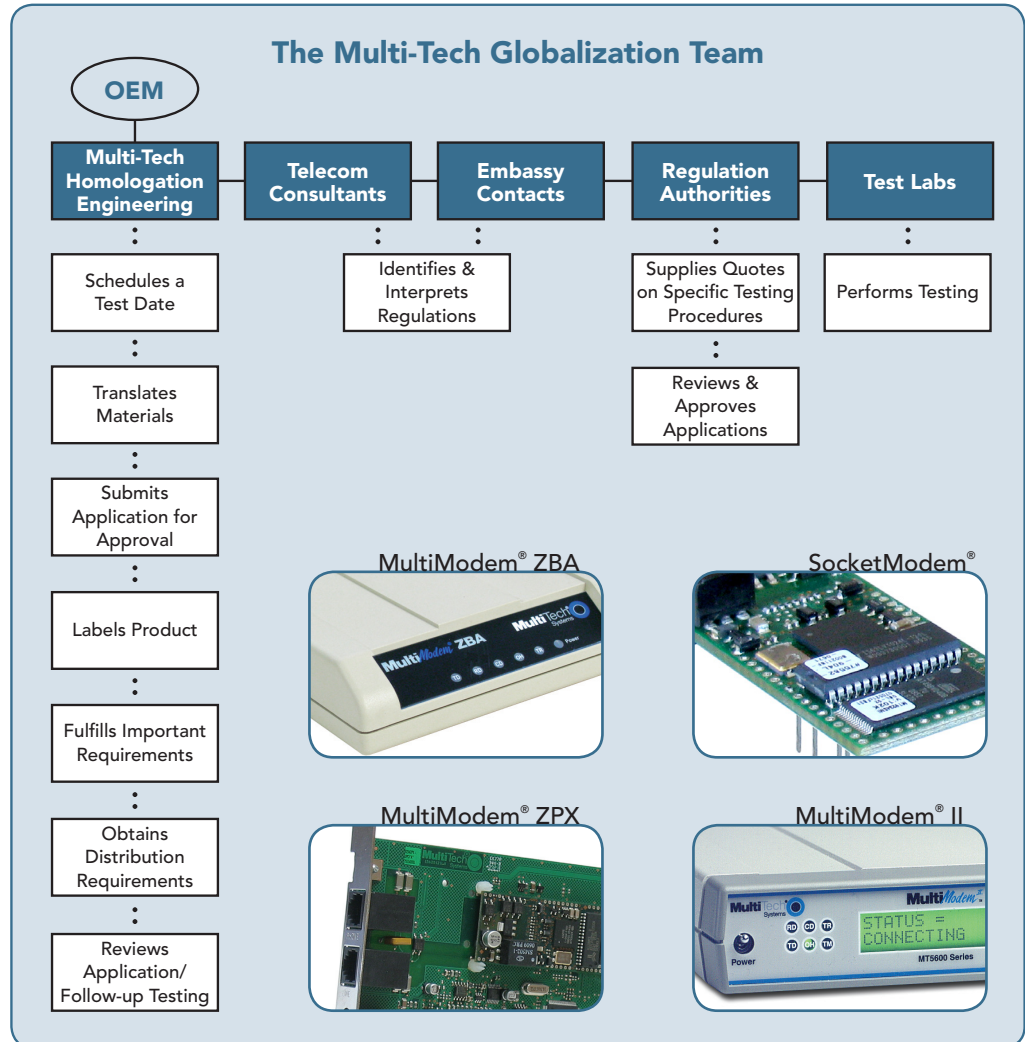 The Multi-Tech Globalization Team
OEM
Multi-Tech
Homologation
Engineering
Telecom
Consultants
Embassy
Contacts
Regulation
Authorities
Test Labs
Schedules a
Test Date
Identifies &
Interprets
Regulations
Supplies Quotes
on Specific Testing
Procedures
Performs Testing
Translates
Materials
Reviews &
Approves
Applications
Submits
Application for
Approval
Labels Product
Fulfills Important
Requirements
Obtains
Distribution
Requirements
Reviews
Application/
Follow-up Testing
MultiModem® ZBA
MultiModem ZBA
MultiTech
Systems
Power
SocketModem®
MultiModem® ZPX
MultiTech
Systems
MultiModem® II
MultiTech
Systems
MultiModem II
RD CD TR
TD OH TM
Power
STATUS =
CONNECTING
MT5600 Series